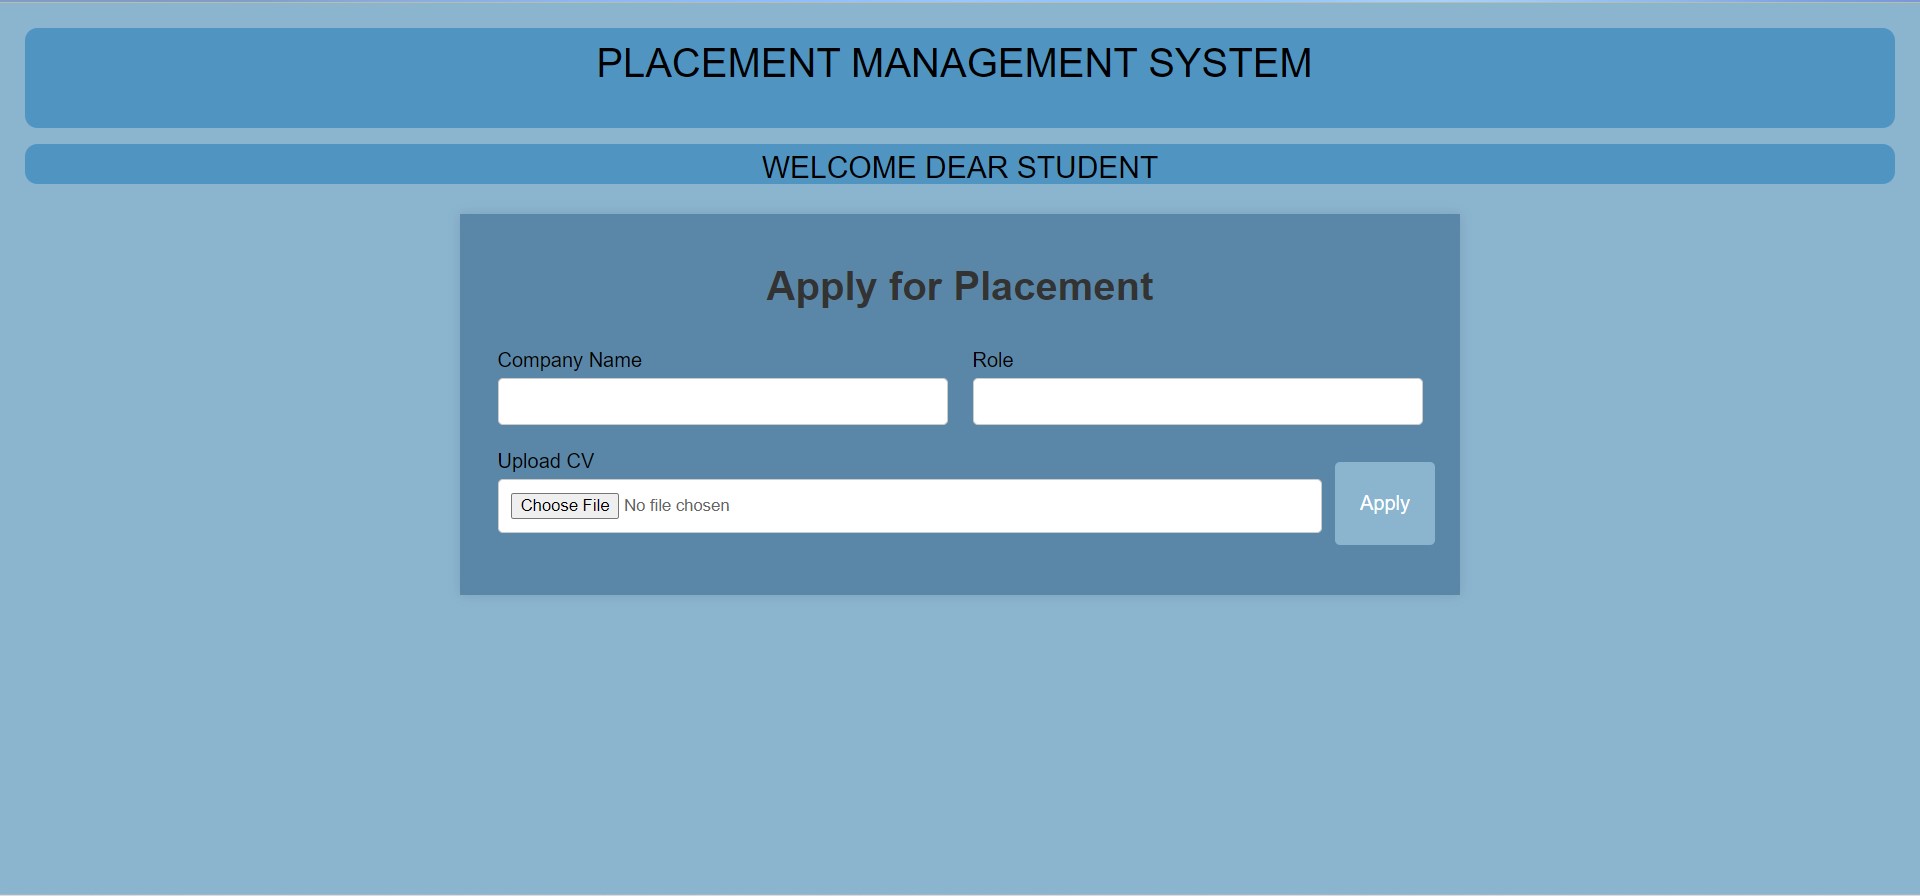 PLACEMENT MANAGEMENT SYSTEM
WELCOME DEAR STUDENT
Apply for Placement
Company Name Role
Upload CV
Choose File No file chosen Apply